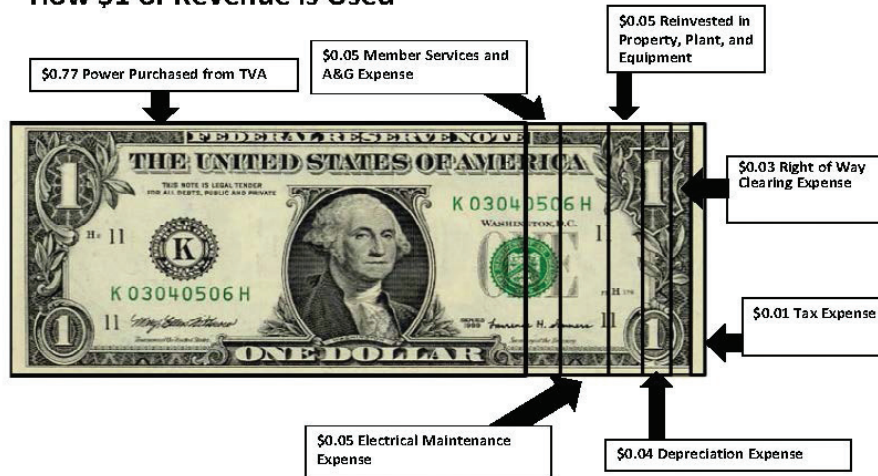 How $1 of Revenue is Used
$0.05 Reinvested in
Property, Plant, and
Equipment
$0.05 Member Services and
A&G Expense
$0.77 Power Purchased from TVA
FEDERAL RESERVE NOTE
THE UNITED STATES OF AMERICA
THIS NOTE IS LEGAL TENDER
FOR ALL DEBTS, PUBLIC AND PRIVATE
K 03040506 H
WASHINGTON, D.C.
$0.03 Right of Way
Clearing Expense
1
1
11
K
ONE
K 03040506 H
11
SERIES
1999
11
1
1
ONE DOLLAR
$0.01 Tax Expense
$0.05 Electrical Maintenance
Expense
$0.04 Depreciation Expense